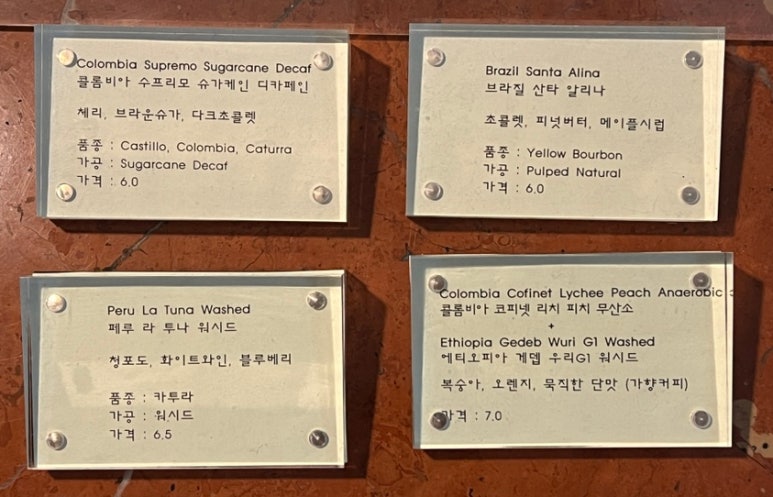 Colombia Supremo Sugarcane Decaf
콜롬비아 수프리모 슈가케인 디카페인
체리, 브라운슈가, 다크초콜렛
품종 : Castillo, Colombia, Caturra
가공 : Sugarcane Decaf
가격 : 6.0
Brazil Santa Alina
브라질 산타 알리나
초콜렛, 피넛버터, 메이플시럽
품종 : Yellow Bourbon
가공 : Pulped Natural
가격 : 6.0
Peru La Tuna Washed
페루 라 투나 워시드
청포도, 화이트와인, 블루베리
품종 : 카투라
가공 : 워시드
가격 : 6.5
Colombia Cofinet Lychee Peach Anaerobic
콜롬비아 코피넷 리치 피치 무산소
+
Ethiopia Gedeb Wuri G1 Washed
에티오피아 게뎁 우리G1 워시드
복숭아, 오렌지, 묵직한 단맛 (가향커피)
가격 : 7.0